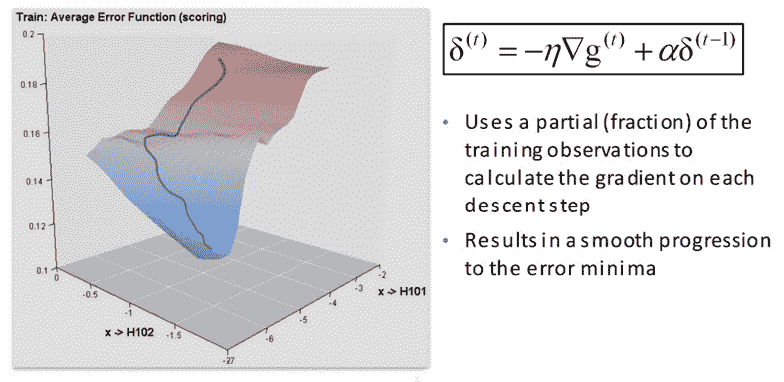 Train: Average Error Function (scoring)
0.2
0.18
0.16
0.14
0.12
0.1
0
-0.5
-1
-1.5
-27
-6
-5
-4
-3
-2
x -> H102
x -> H101
δ⁽ᵗ⁾ = −η∇g⁽ᵗ⁾ + αδ⁽ᵗ⁻¹⁾
• Uses a partial (fraction) of the
training observations to
calculate the gradient on each
descent step
• Results in a smooth progression
to the error minima